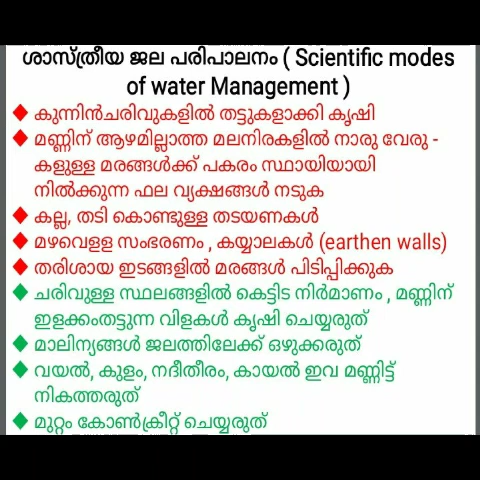 ശാസ്ത്രീയ ജല പരിപാലനം ( Scientific modes
of water Management )
◆ കുന്നിൻചരിവുകളിൽ തട്ടുകളാക്കി കൃഷി
◆ മണ്ണിന് ആഴമില്ലാത്ത മലനിരകളിൽ നാരു വേരു -
കളുള്ള മരങ്ങൾക്ക് പകരം സ്ഥായിയായി
നിൽക്കുന്ന ഫല വ്യക്ഷങ്ങൾ നടുക
◆ കല്ല, തടി കൊണ്ടുള്ള തടയണകൾ
◆ മഴവെളള സംഭരണം , കയ്യാലകൾ (earthen walls)
◆ തരിശായ ഇടങ്ങളിൽ മരങ്ങൾ പിടിപ്പിക്കുക
◆ ചരിവുള്ള സ്ഥലങ്ങളിൽ കെട്ടിട നിർമാണം , മണ്ണിന്
ഇളക്കംതട്ടുന്ന വിളകൾ കൃഷി ചെയ്യരുത്
◆ മാലിന്യങ്ങൾ ജലത്തിലേക്ക് ഒഴുക്കരുത്
◆ വയൽ, കുളം, നദീതീരം, കായൽ ഇവ മണ്ണിട്ട്
നികത്തരുത്
◆ മുറ്റം കോൺക്രീറ്റ് ചെയ്യരുത്